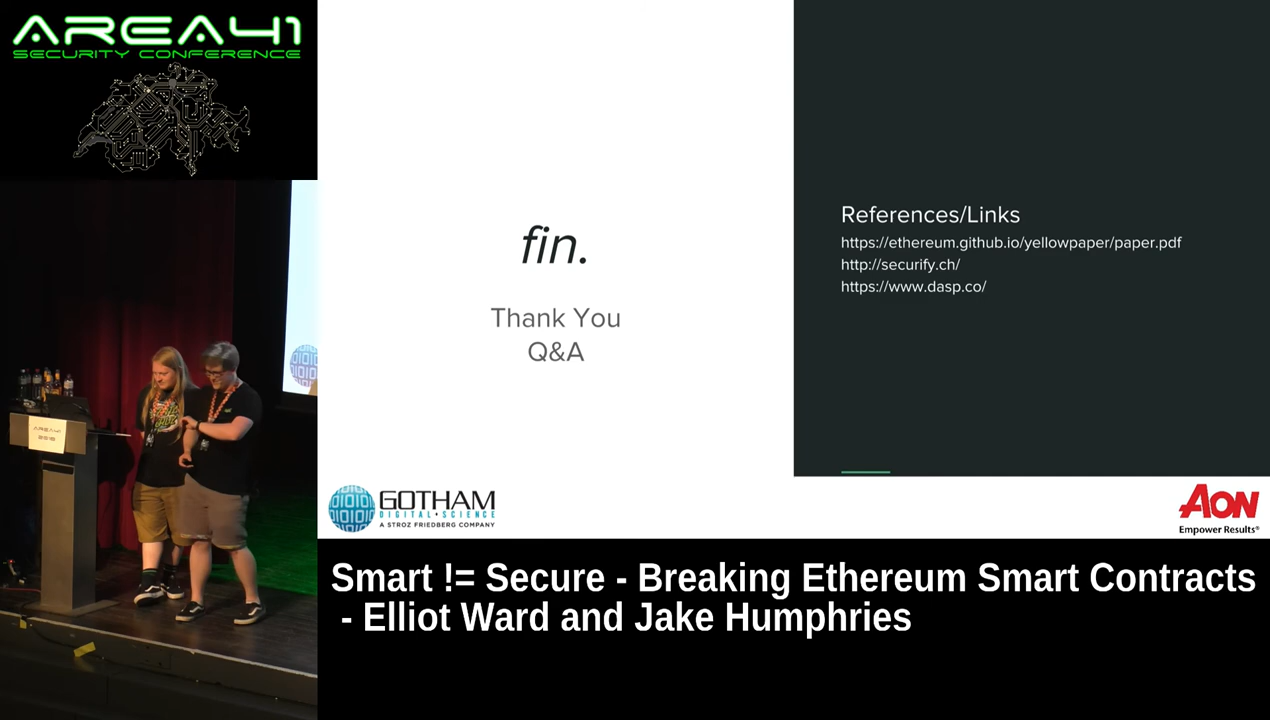 AREA41
SECURITY CONFERENCE
fin.
Thank You
Q&A
References/Links
https://ethereum.github.io/yellowpaper/paper.pdf
http://securify.ch/
https://www.dasp.co/
AREA41
GOTHAM
DIGITAL·SCIENCE
A STROZ FRIEDBERG COMPANY
AON
Empower Results®
Smart != Secure - Breaking Ethereum Smart Contracts
- Elliot Ward and Jake Humphries